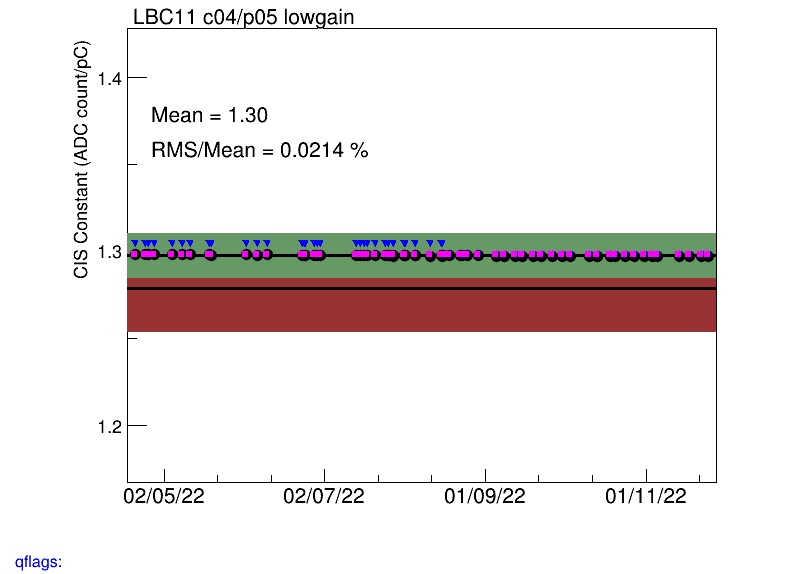 LBC11 c04/p05 lowgain
CIS Constant (ADC count/pC)
1.4
Mean = 1.30
RMS/Mean = 0.0214 %
1.3
1.2
02/05/22 02/07/22 01/09/22 01/11/22
qflags: